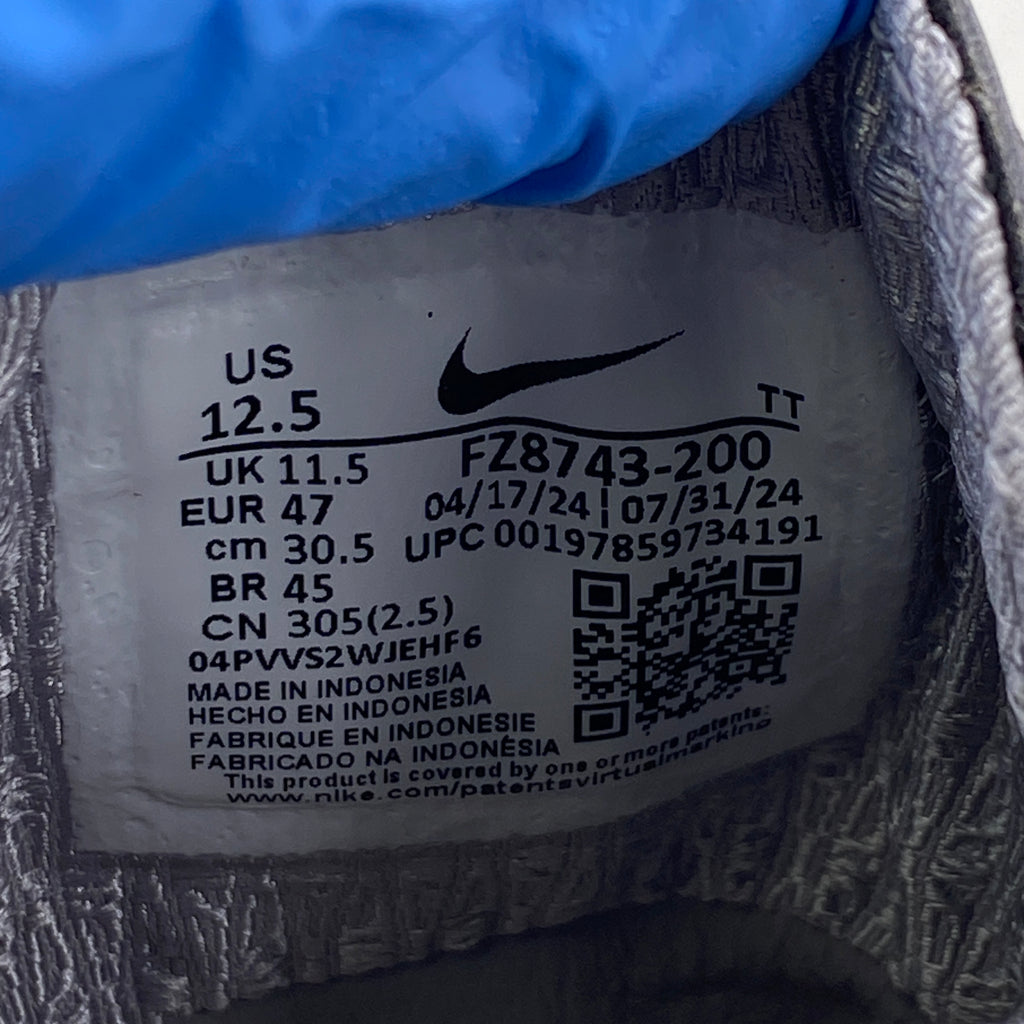 US
12.5
TT
UK 11.5
FZ8743-200
EUR 47
04/17/24 | 07/31/24
cm 30.5
UPC 00197859734191
BR 45
CN 305(2.5)
04PVVS2WJEHF6
MADE IN INDONESIA
HECHO EN INDONESIA
FABRIQUE EN INDONESIE
FABRICADO NA INDONÉSIA
This product is covered by one or more patents:
www.nike.com/patentsvirtualmarking